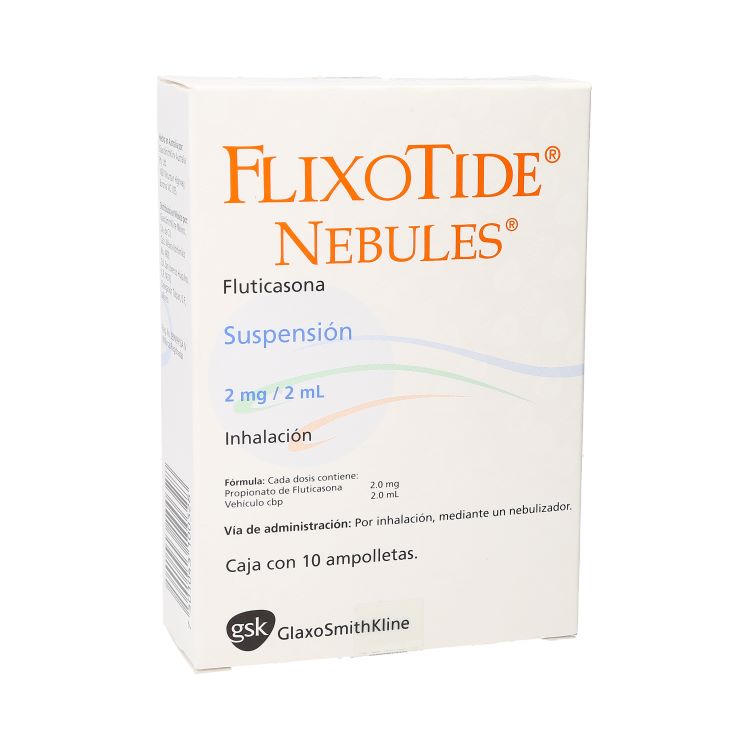 FLIXOTIDE®
NEBULES®
Fluticasona
Suspensión
2 mg / 2 mL
Inhalación
Fórmula: Cada dosis contiene:
Propionato de Fluticasona 2.0 mg
Vehículo cbp 2.0 mL
Vía de administración: Por inhalación, mediante un nebulizador.
Caja con 10 ampolletas.
gsk GlaxoSmithKline